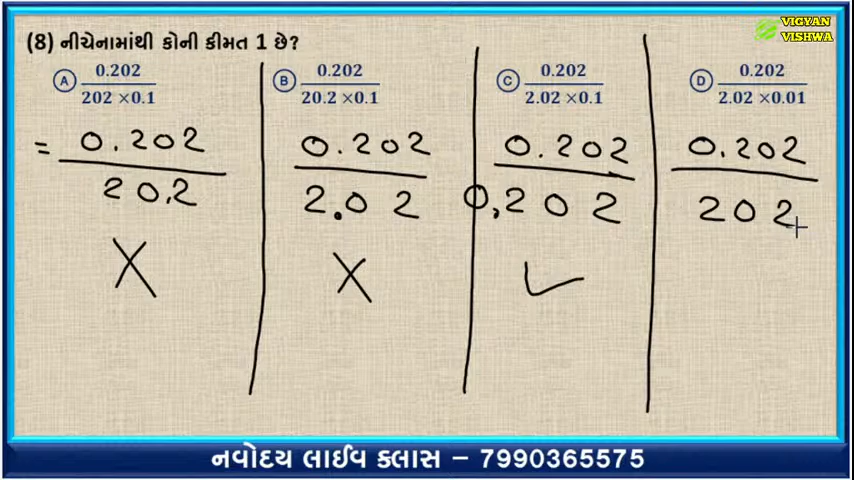 VIGYAN
VISHWA
(8) નીચેનામાંથી કોની કીમત 1 છે?
A 0.202 / 202 ×0.1
B 0.202 / 20.2 ×0.1
C 0.202 / 2.02 ×0.1
D 0.202 / 2.02 ×0.01
= 0.202 / 20.2
0.202 / 2.02
0.202 / 0.202
0.202 / 202
નવોદય લાઈવ ક્લાસ – 7990365575